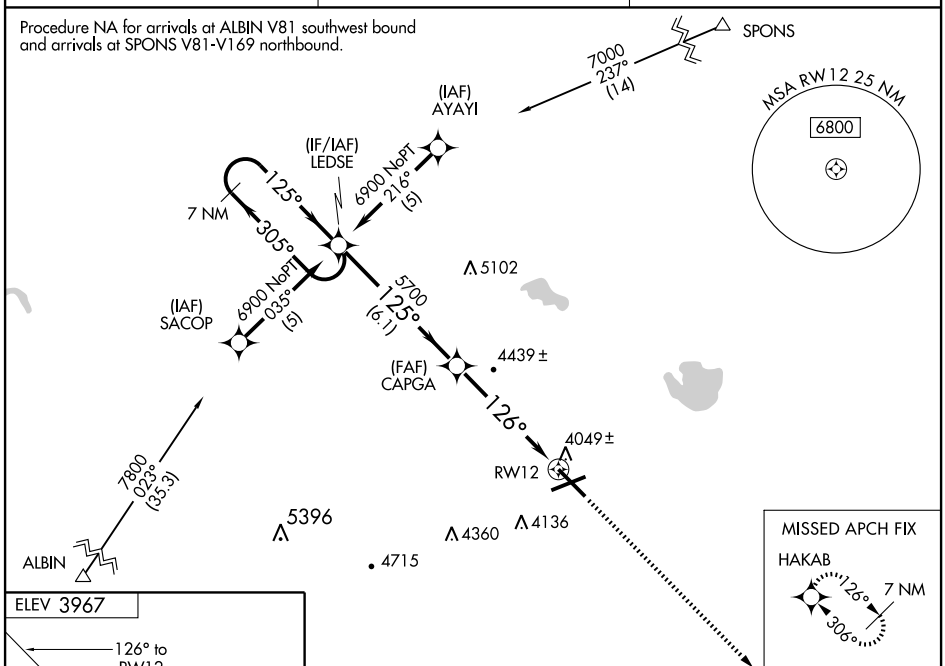 Procedure NA for arrivals at ALBIN V81 southwest bound
and arrivals at SPONS V81-V169 northbound.
SPONS
7000
237°
(14)
MSA RW12 25 NM
6800
(IAF)
AYAYI
(IF/IAF)
LEDSE
6900 NoPT
216°
(5)
125°
7 NM
305°
6900 NoPT
035°
(5)
(IAF)
SACOP
5102
5700
125°
(6.1)
4439 ±
(FAF)
CAPGA
126°
4049 ±
RW12
7800
023°
(35.3)
ALBIN
5396
4360
4136
4715
MISSED APCH FIX
HAKAB
126°
7 NM
306°
ELEV 3967
126° to
RW12